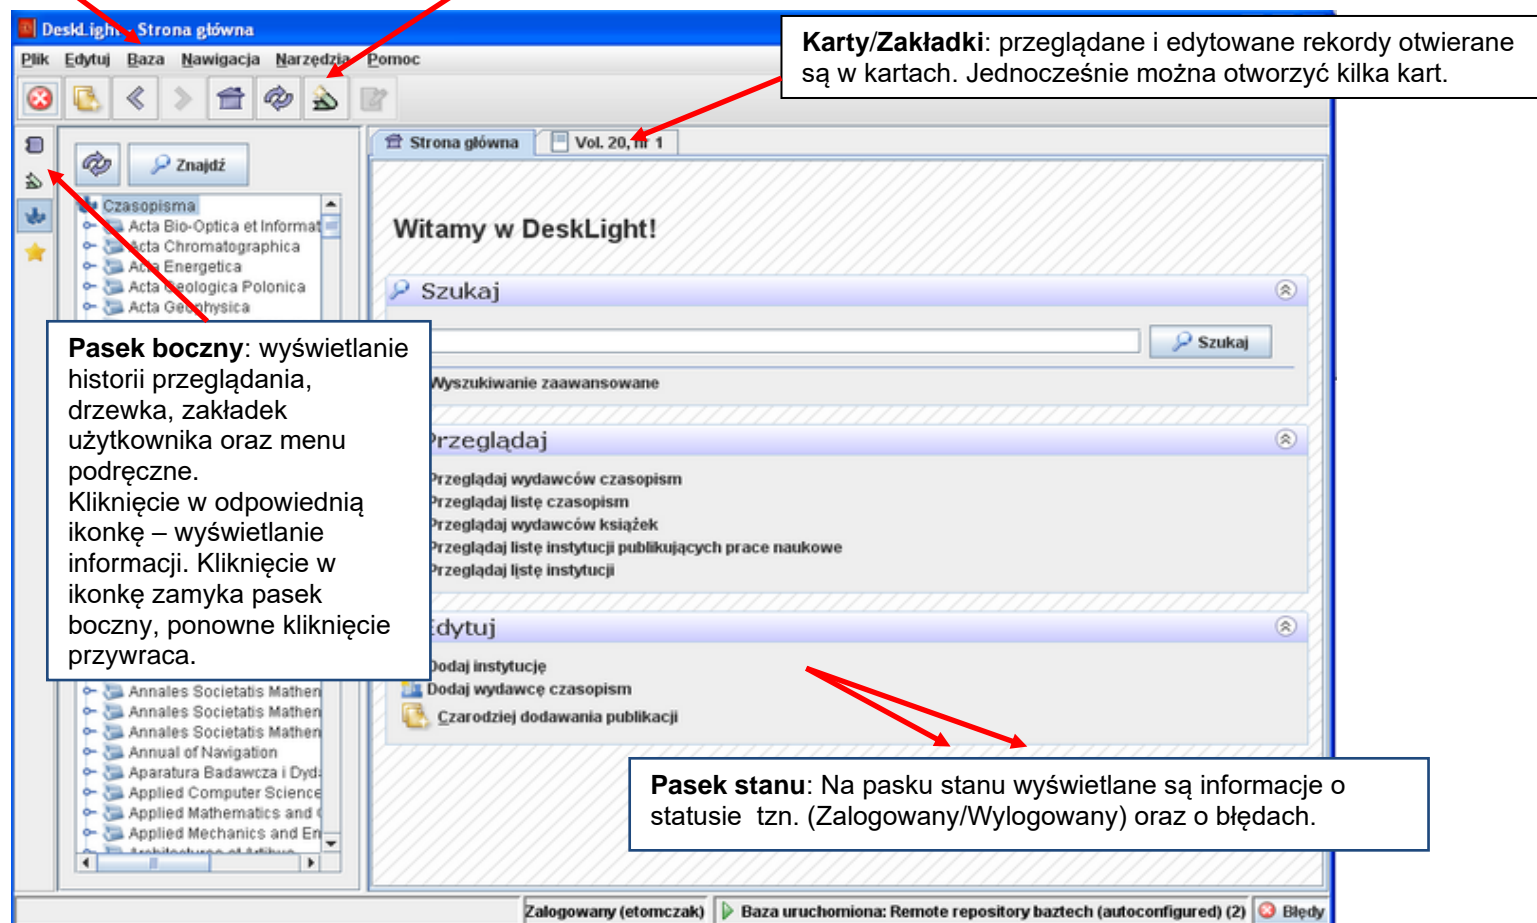 DeskLight - Strona główna
Plik Edytuj Baza Nawigacja Narzędzia Pomoc
Karty/Zakładki: przeglądane i edytowane rekordy otwierane
są w kartach. Jednocześnie można otworzyć kilka kart.
Znajdź
Strona główna
Vol. 20, nr 1
Czasopisma
Acta Bio-Optica et Informat
Acta Chromatographica
Acta Energetica
Acta Geologica Polonica
Acta Geophysica
Witamy w DeskLight!
Szukaj
Szukaj
Wyszukiwanie zaawansowane
Pasek boczny: wyświetlanie
historii przeglądania,
drzewka, zakładek
użytkownika oraz menu
podręczne.
Kliknięcie w odpowiednią
ikonkę – wyświetlanie
informacji. Kliknięcie w
ikonkę zamyka pasek
boczny, ponowne kliknięcie
przywraca.
Przeglądaj
Przeglądaj wydawców czasopism
Przeglądaj listę czasopism
Przeglądaj wydawców książek
Przeglądaj listę instytucji publikujących prace naukowe
Przeglądaj listę instytucji
Edytuj
Dodaj instytucję
Dodaj wydawcę czasopism
Czarodziej dodawania publikacji
Annales Societatis Mathen
Annales Societatis Mathen
Annales Societatis Mathen
Annual of Navigation
Aparatura Badawcza i Dyd
Applied Computer Science
Applied Mathematics and
Applied Mechanics and En
Pasek stanu: Na pasku stanu wyświetlane są informacje o
statusie tzn. (Zalogowany/Wylogowany) oraz o błędach.
Zalogowany (etomczak) Baza uruchomiona: Remote repository baztech (autoconfigured) (2) Błędy